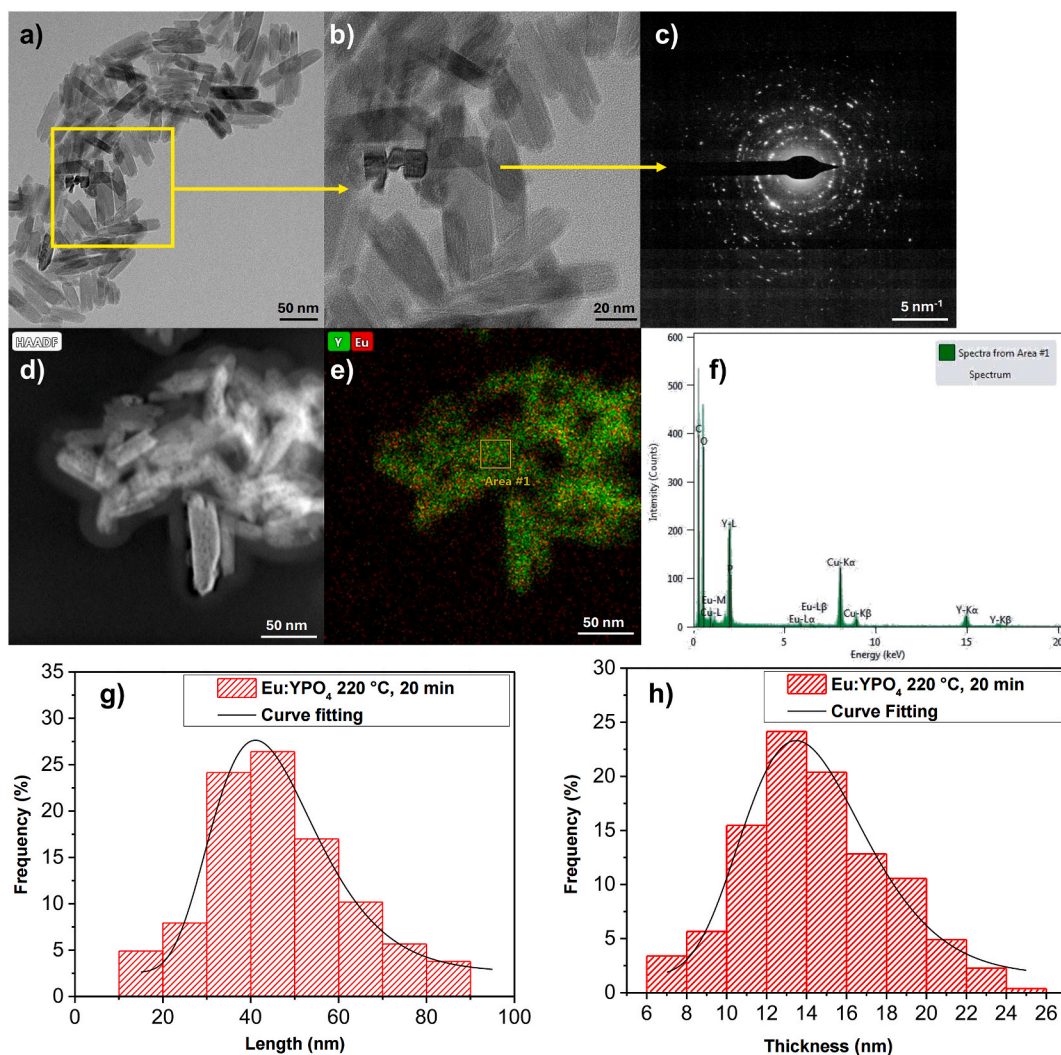 a)
50 nm
b)
20 nm
c)
5 nm⁻¹
HAADF
d)
50 nm
Y Eu
e)
Area #1
50 nm
f)
Spectra from Area #1
Spectrum
Intensity (Counts)
600
500
400
300
200
100
0
C
O
Y-L
P
Eu-M
Cu-L
Eu-Lα
Eu-Lβ
Cu-Kα
Cu-Kβ
Y-Kα
Y-Kβ
0 5 10 15 20
Energy (keV)
g)
Eu:YPO₄ 220 °C, 20 min
Curve fitting
Frequency (%)
35
30
25
20
15
10
5
0
0 20 40 60 80 100
Length (nm)
h)
Eu:YPO₄ 220 °C, 20 min
Curve Fitting
Frequency (%)
30
25
20
15
10
5
0
6 7 8 10 12 14 16 18 20 22 24 26
Thickness (nm)